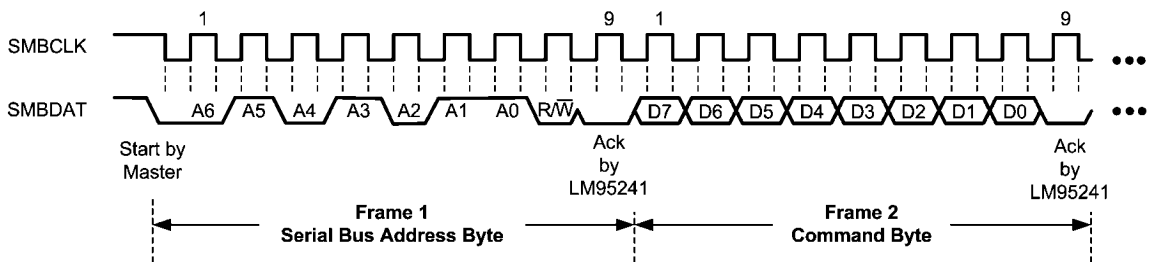 1 9 1 9
SMBCLK
SMBDAT
A6 A5 A4 A3 A2 A1 A0 R/W̅ D7 D6 D5 D4 D3 D2 D1 D0
Start by
Master
Ack
by
LM95241
Ack
by
LM95241
Frame 1
Serial Bus Address Byte
Frame 2
Command Byte